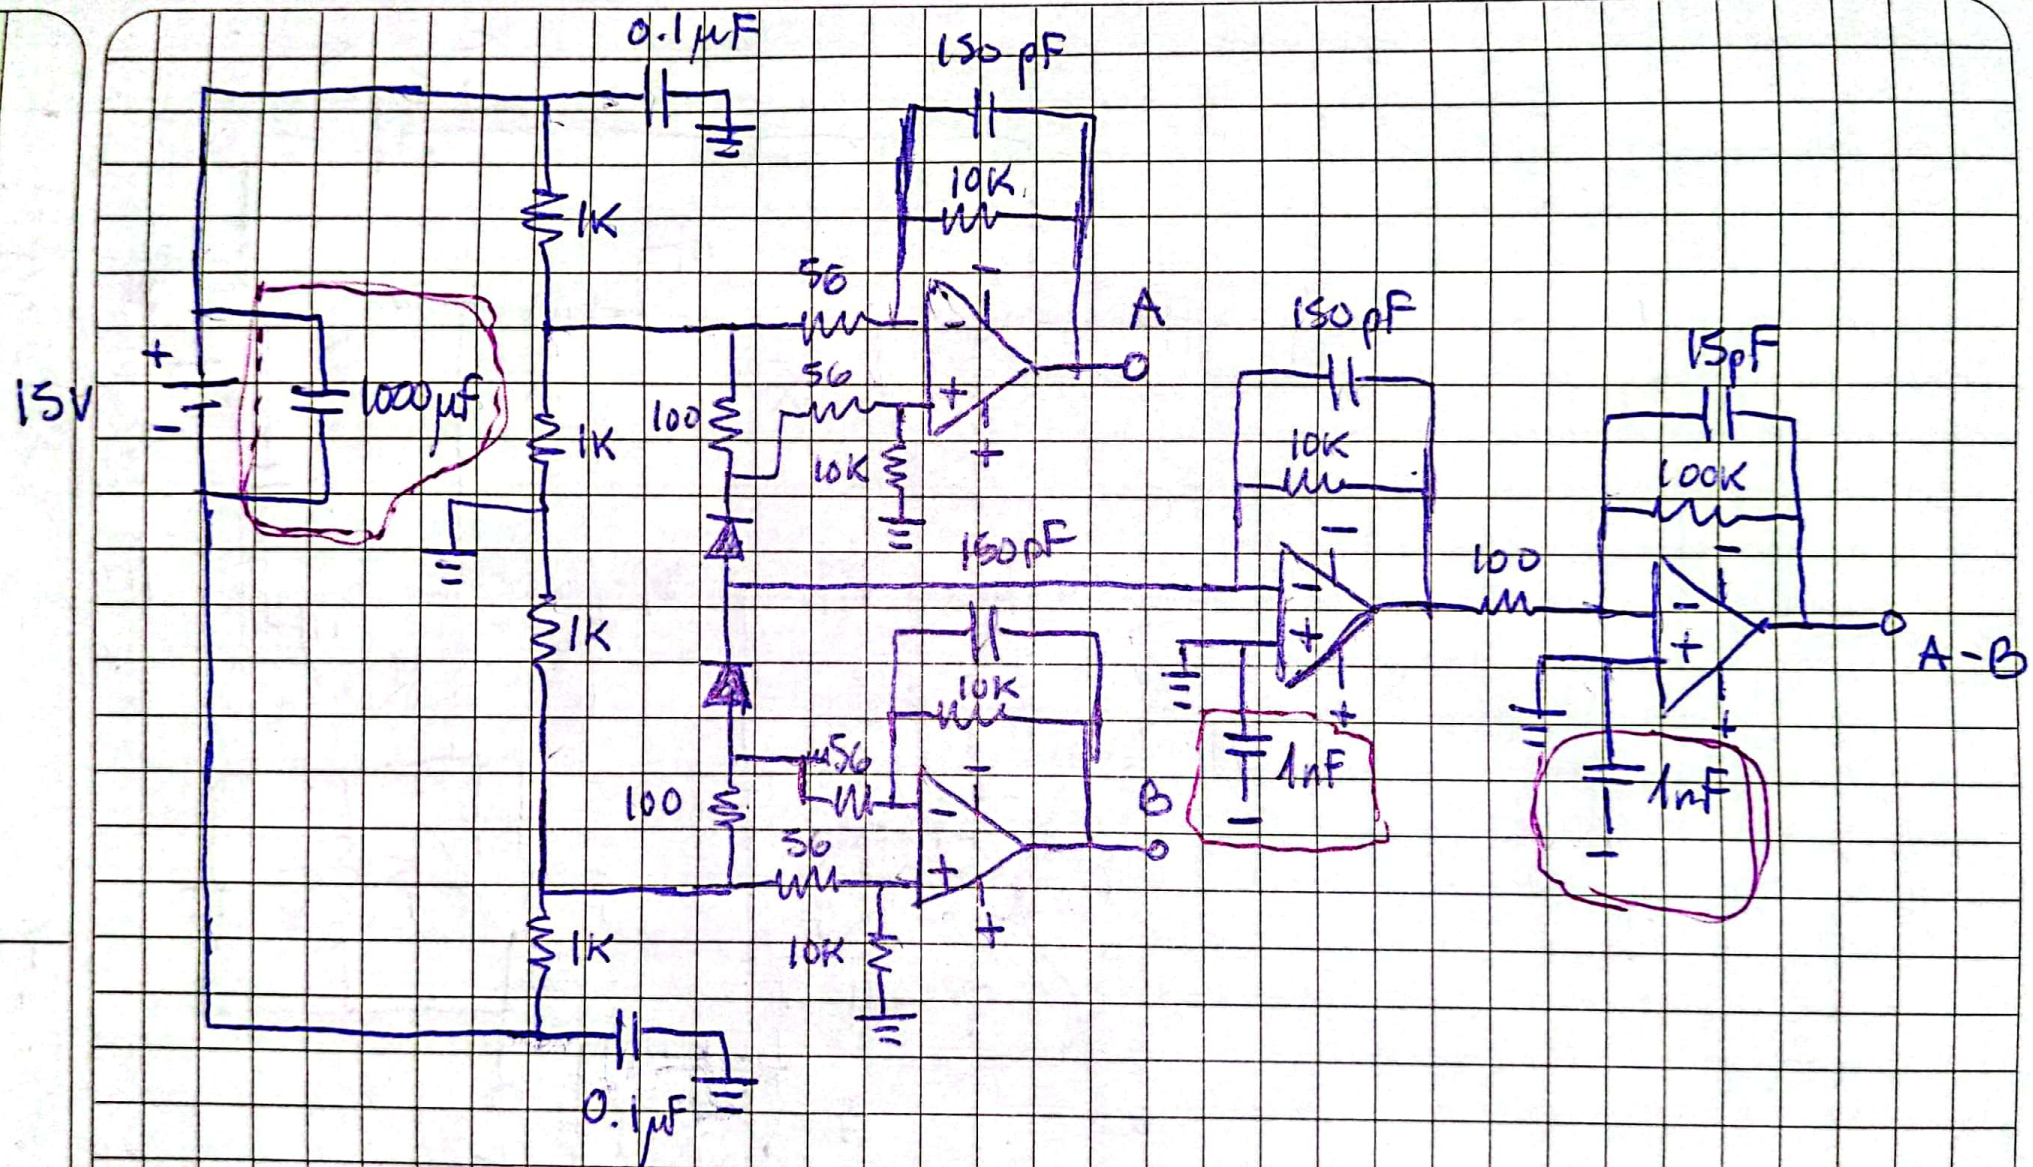 0.1μF
150pF
10K
1K
56
A
+
15V
-
1000μF
1K
100
56
10K
-
+
-
+
150pF
10K
-
+
-
+
100
15pF
100K
-
+
-
+
A-B
150pF
10K
1K
100
56
56
-
+
-
+
B
1nF
-
1nF
-
1K
10K
0.1μF